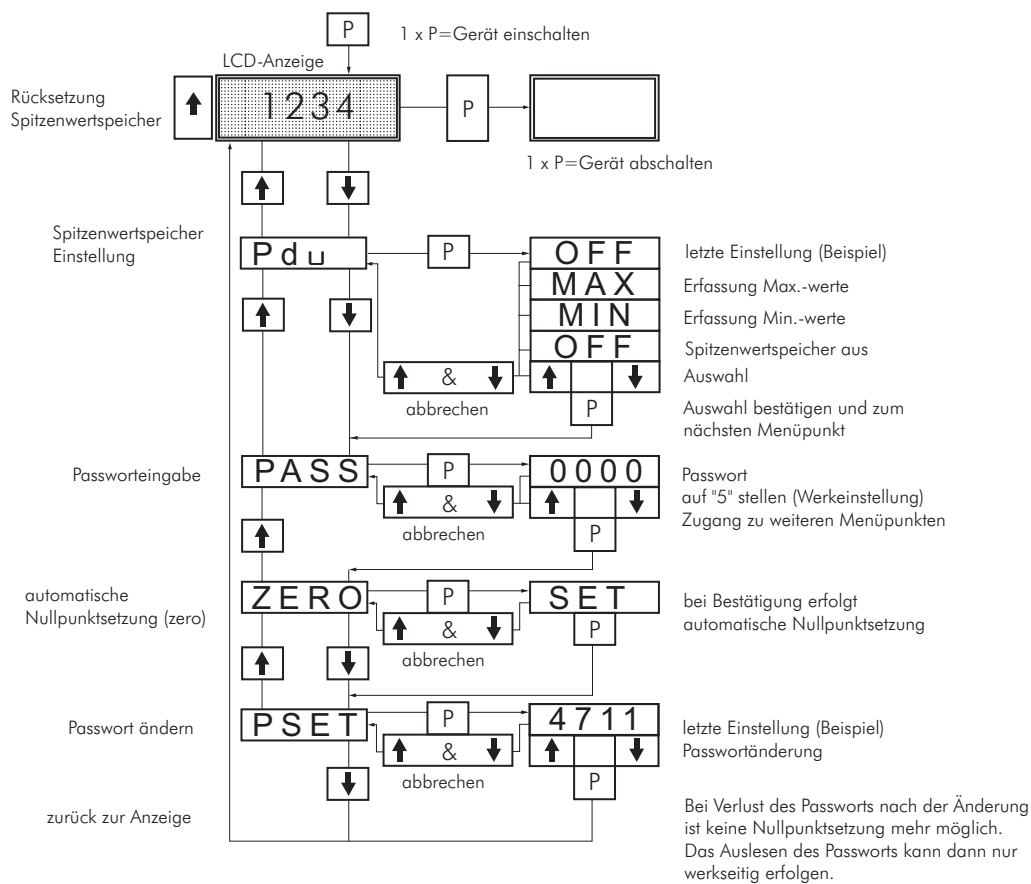 P
1 x P=Gerät einschalten
LCD-Anzeige
Rücksetzung
Spitzenwertspeicher
1234
P
1 x P=Gerät abschalten
Spitzenwertspeicher
Einstellung
Pdu
P
OFF
letzte Einstellung (Beispiel)
MAX
Erfassung Max.-werte
MIN
Erfassung Min.-werte
OFF
Spitzenwertspeicher aus
&
Auswahl
abbrechen
P
Auswahl bestätigen und zum
nächsten Menüpunkt
Passworteingabe
PASS
P
0000
Passwort
auf "5" stellen (Werkeinstellung)
Zugang zu weiteren Menüpunkten
&
abbrechen
P
automatische
Nullpunktsetzung (zero)
ZERO
P
SET
bei Bestätigung erfolgt
automatische Nullpunktsetzung
&
P
abbrechen
Passwort ändern
PSET
P
4711
letzte Einstellung (Beispiel)
Passwortänderung
&
abbrechen
P
zurück zur Anzeige
Bei Verlust des Passworts nach der Änderung
ist keine Nullpunktsetzung mehr möglich.
Das Auslesen des Passworts kann dann nur
werkseitig erfolgen.